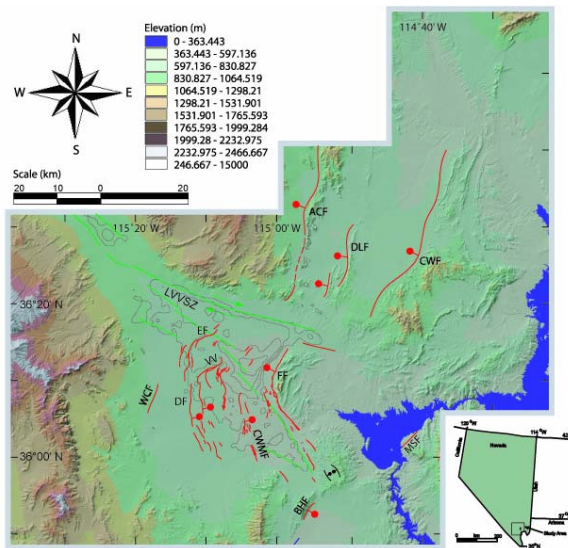 Elevation (m)
0 - 363.443
363.443 - 597.136
597.136 - 830.827
830.827 - 1064.519
1064.519 - 1298.21
1298.21 - 1531.901
1531.901 - 1765.593
1765.593 - 1999.284
1999.28 - 2232.975
2232.975 - 2466.667
246.667 - 15000
N
W
E
S
Scale (km)
20
10
0
20
114°40' W
115°20' W
115°00' W
36°20' N
36°00' N
ACF
DLF
CWF
LVVSZ
EF
VV
WCF
DF
FF
CWMF
MSF
BHF
120 °W
114 °W
California
Nevada
Utah
37°
Arizona
Study Area